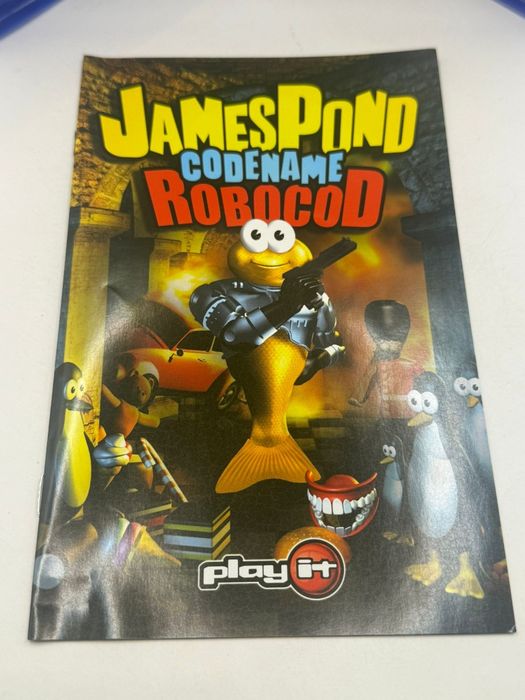 JAMES POND
CODENAME
ROBOCOD
play it